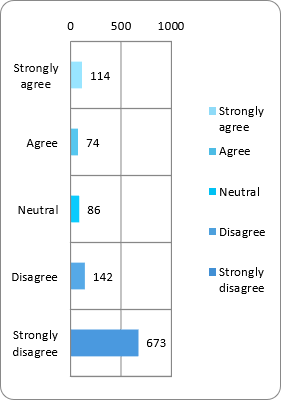 0 500 1000
Strongly
agree
114
Agree
74
Neutral
86
Disagree
142
Strongly
disagree
673
Strongly
agree
Agree
Neutral
Disagree
Strongly
disagree